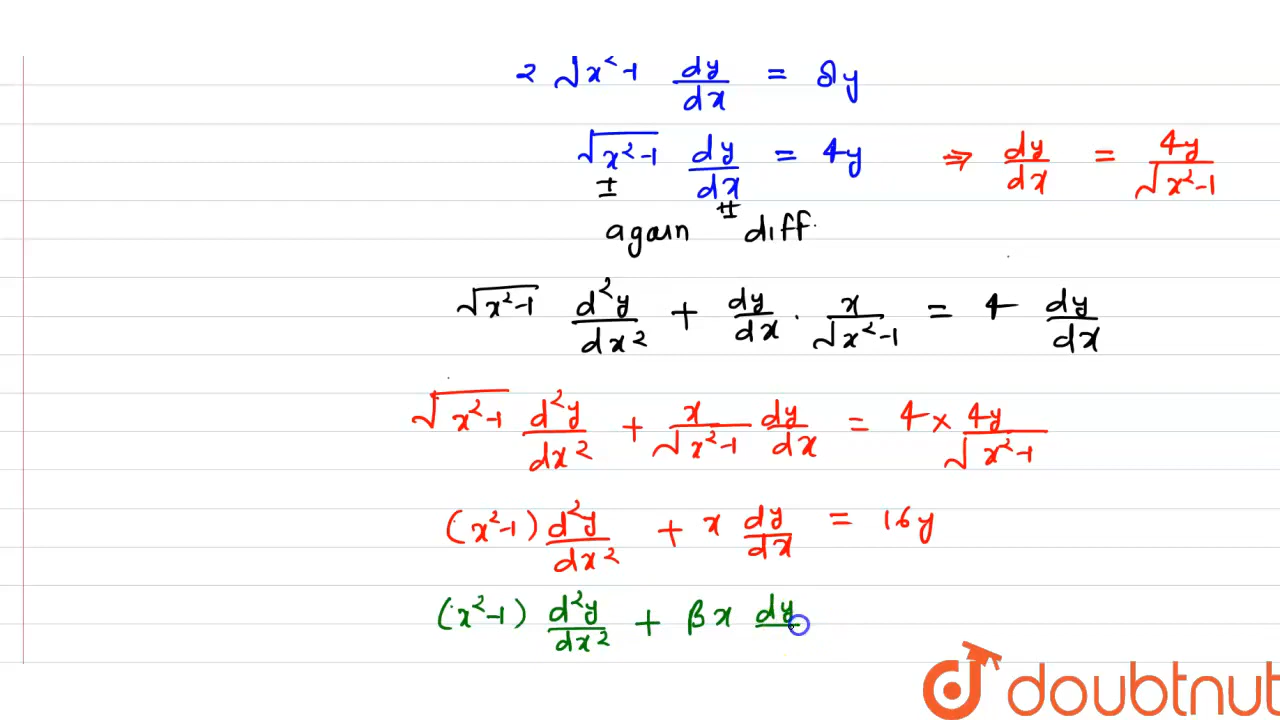 2 √x²-1 dy/dx = 8y
√x²-1 dy/dx = 4y ⇒ dy/dx = 4y/√x²-1
± ±
again diff.
√x²-1 d²y/dx² + dy/dx . x/√x²-1 = 4 dy/dx
√x²-1 d²y/dx² + x/√x²-1 dy/dx = 4 × 4y/√x²-1
(x²-1) d²y/dx² + x dy/dx = 16y
(x²-1) d²y/dx² + βx dy
doubtnut